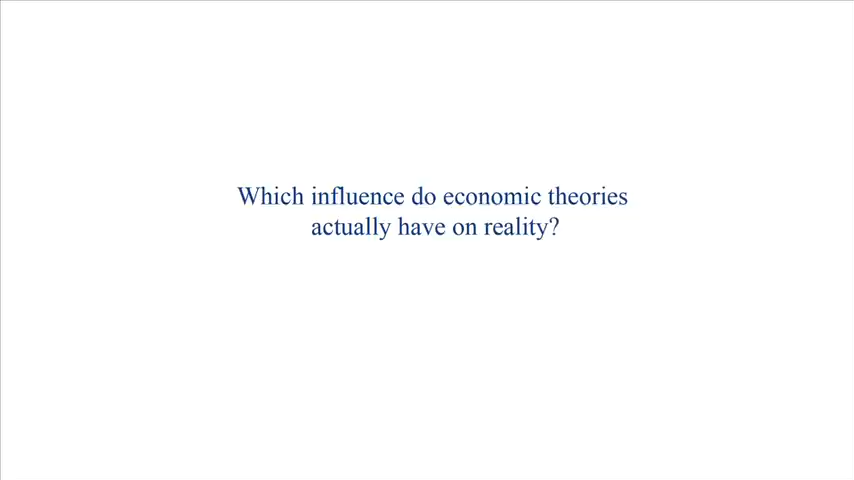 Which influence do economic theories
actually have on reality?